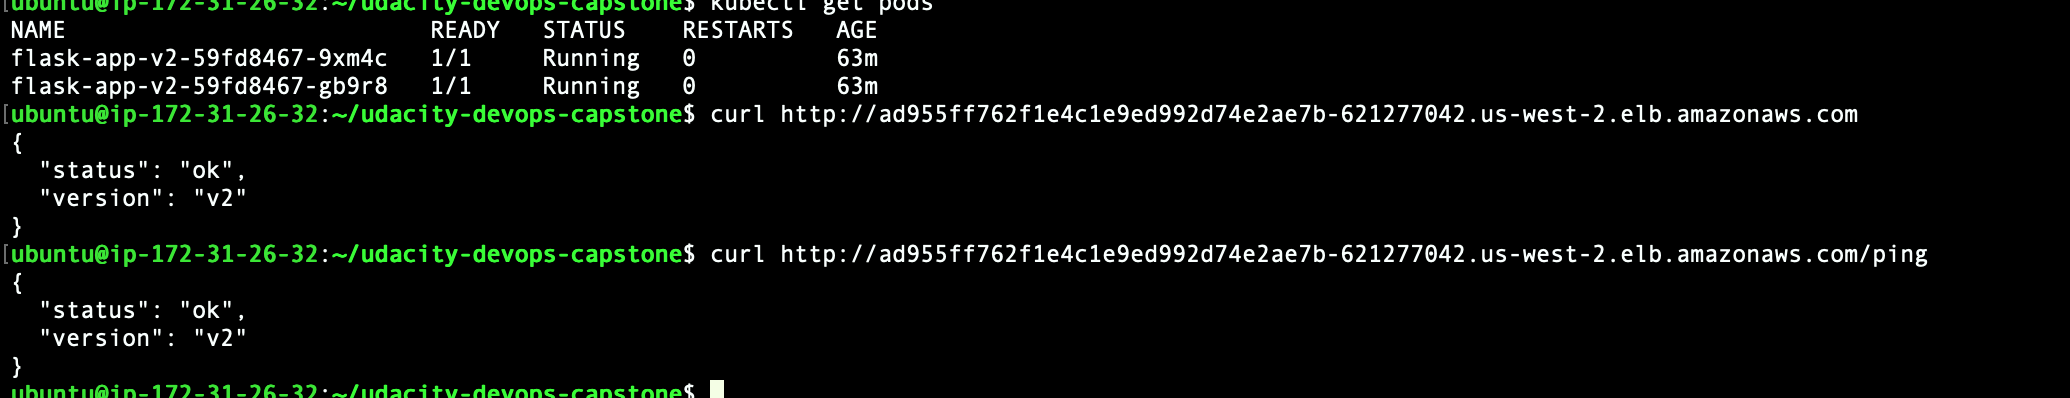 [ubuntu@ip-172-31-26-32:~/udacity-devops-capstone$ kubectl get pods
NAME                          READY   STATUS    RESTARTS   AGE
flask-app-v2-59fd8467-9xm4c   1/1     Running   0          63m
flask-app-v2-59fd8467-gb9r8   1/1     Running   0          63m
[ubuntu@ip-172-31-26-32:~/udacity-devops-capstone$ curl http://ad955ff762f1e4c1e9ed992d74e2ae7b-621277042.us-west-2.elb.amazonaws.com
{
  "status": "ok",
  "version": "v2"
}
[ubuntu@ip-172-31-26-32:~/udacity-devops-capstone$ curl http://ad955ff762f1e4c1e9ed992d74e2ae7b-621277042.us-west-2.elb.amazonaws.com/ping
{
  "status": "ok",
  "version": "v2"
}
ubuntu@ip-172-31-26-32:~/udacity-devops-capstone$